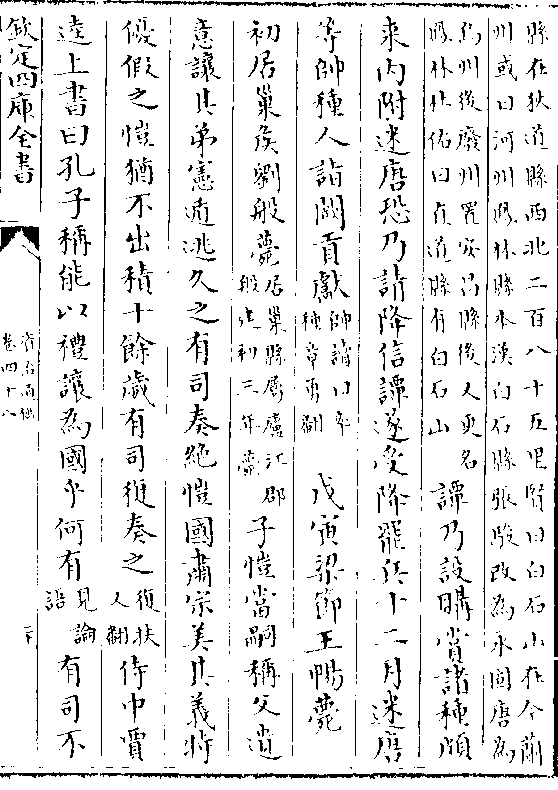 縣在狄道縣西北二百八十五里賢曰白石山在今蘭
州或曰河州鳳林縣本漢白石縣張駿改為永固唐為
烏州後廢州置安昌縣後又更名
鳳林杜佑曰貞道縣有白石山
譚乃設購賞諸種頗
來內附迷唐恐乃請降信譚遂受降罷兵十二月迷唐
等帥種人詣闕貢獻
帥讀曰率
種章勇翻
戊寅梁節王暢薨
初居巢侯劉般薨
居巢縣屬廬江郡
般建初三年薨
子愷當嗣稱父遺
意讓其弟憲遁逃久之有司奏絕愷國肅宗美其義特
優假之愷猶不出積十餘歲有司復奏之
復扶
又翻
侍中賈
逵上書曰孔子稱能以禮讓為國乎何有
見論
語
有司不
欽定四庫全書
卷四十八